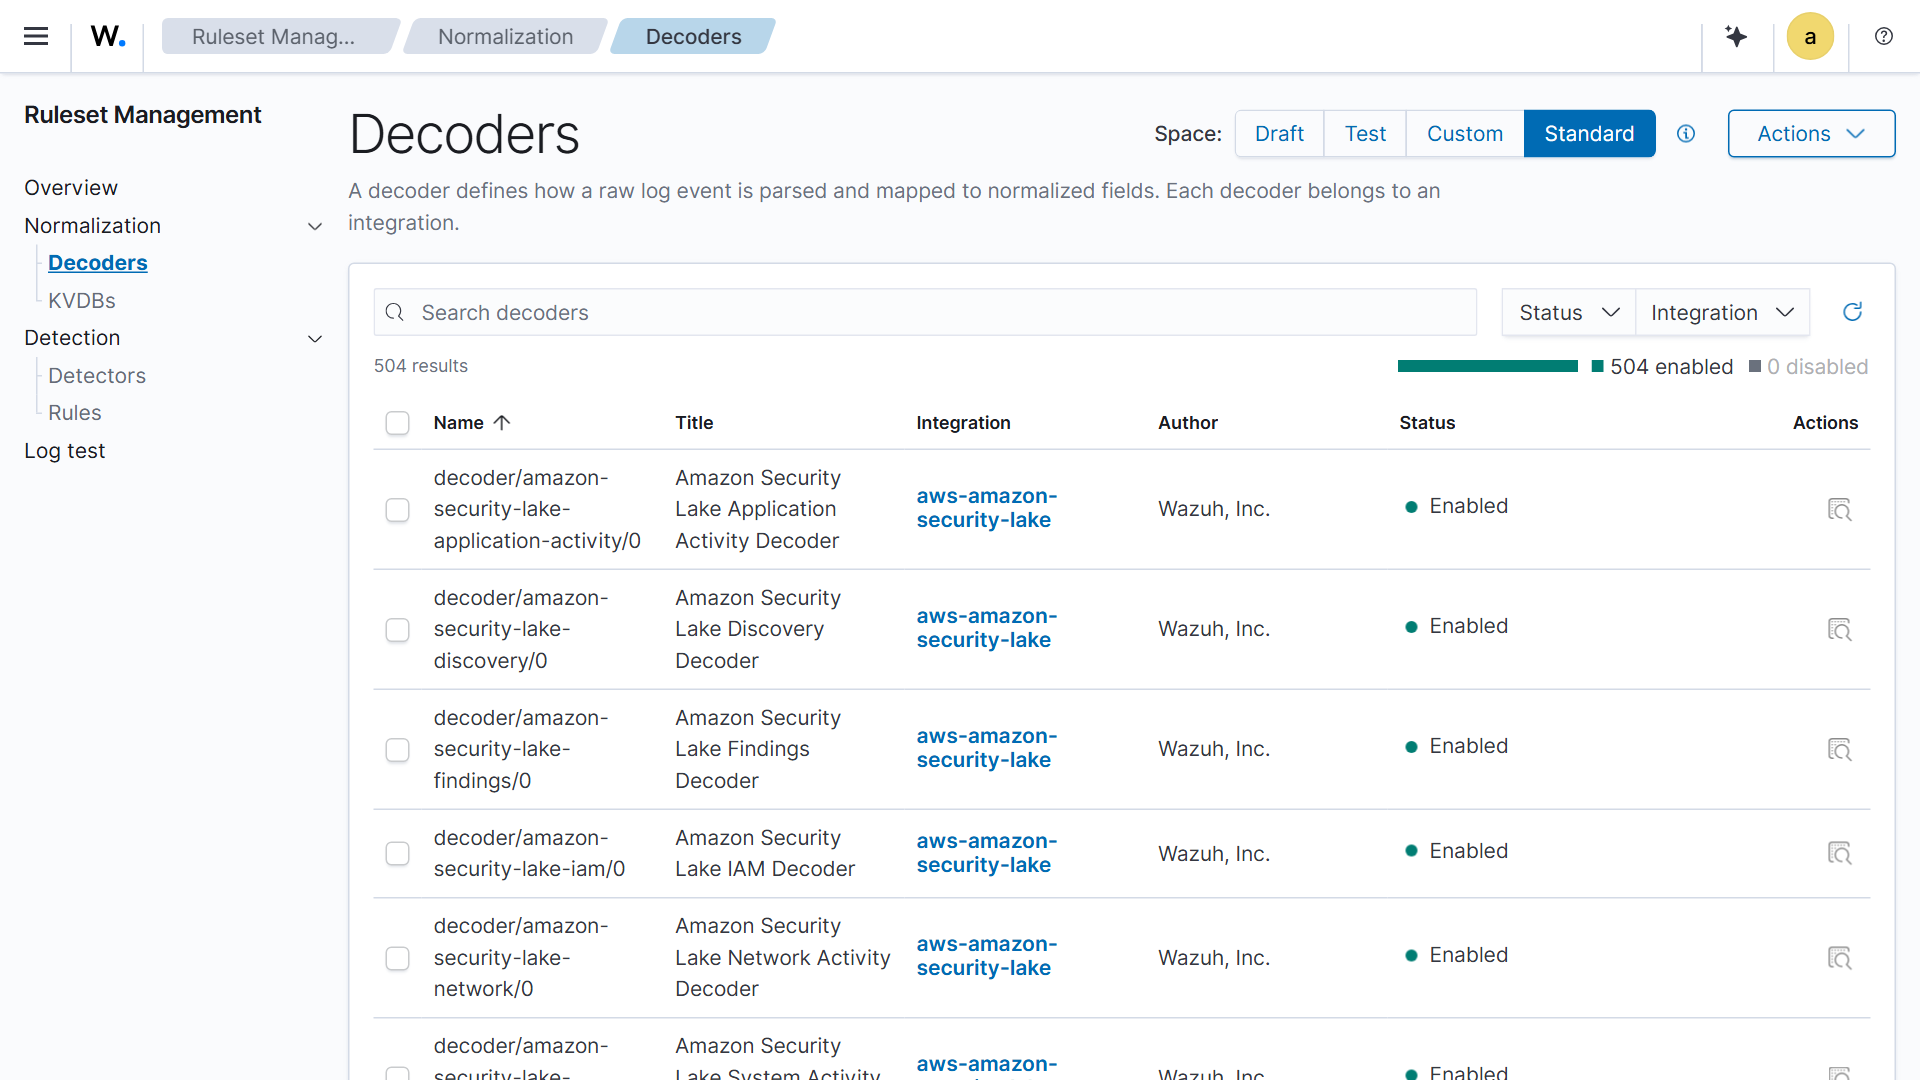 W.
Ruleset Manag...
Normalization
Decoders
a
Ruleset Management
Overview
Normalization
Decoders
KVDBs
Detection
Detectors
Rules
Log test
Decoders
Space:
Draft
Test
Custom
Standard
Actions
A decoder defines how a raw log event is parsed and mapped to normalized fields. Each decoder belongs to an
integration.
Search decoders
Status
Integration
504 results
504 enabled
0 disabled
Name
Title
Integration
Author
Status
Actions
decoder/amazon-
security-lake-
application-activity/0
Amazon Security
Lake Application
Activity Decoder
aws-amazon-
security-lake
Wazuh, Inc.
Enabled
decoder/amazon-
security-lake-
discovery/0
Amazon Security
Lake Discovery
Decoder
aws-amazon-
security-lake
Wazuh, Inc.
Enabled
decoder/amazon-
security-lake-
findings/0
Amazon Security
Lake Findings
Decoder
aws-amazon-
security-lake
Wazuh, Inc.
Enabled
decoder/amazon-
security-lake-iam/0
Amazon Security
Lake IAM Decoder
aws-amazon-
security-lake
Wazuh, Inc.
Enabled
decoder/amazon-
security-lake-
network/0
Amazon Security
Lake Network Activity
Decoder
aws-amazon-
security-lake
Wazuh, Inc.
Enabled
decoder/amazon-
security-lake-
Amazon Security
Lake System Activity
aws-amazon-
Wazuh, Inc.
Enabled